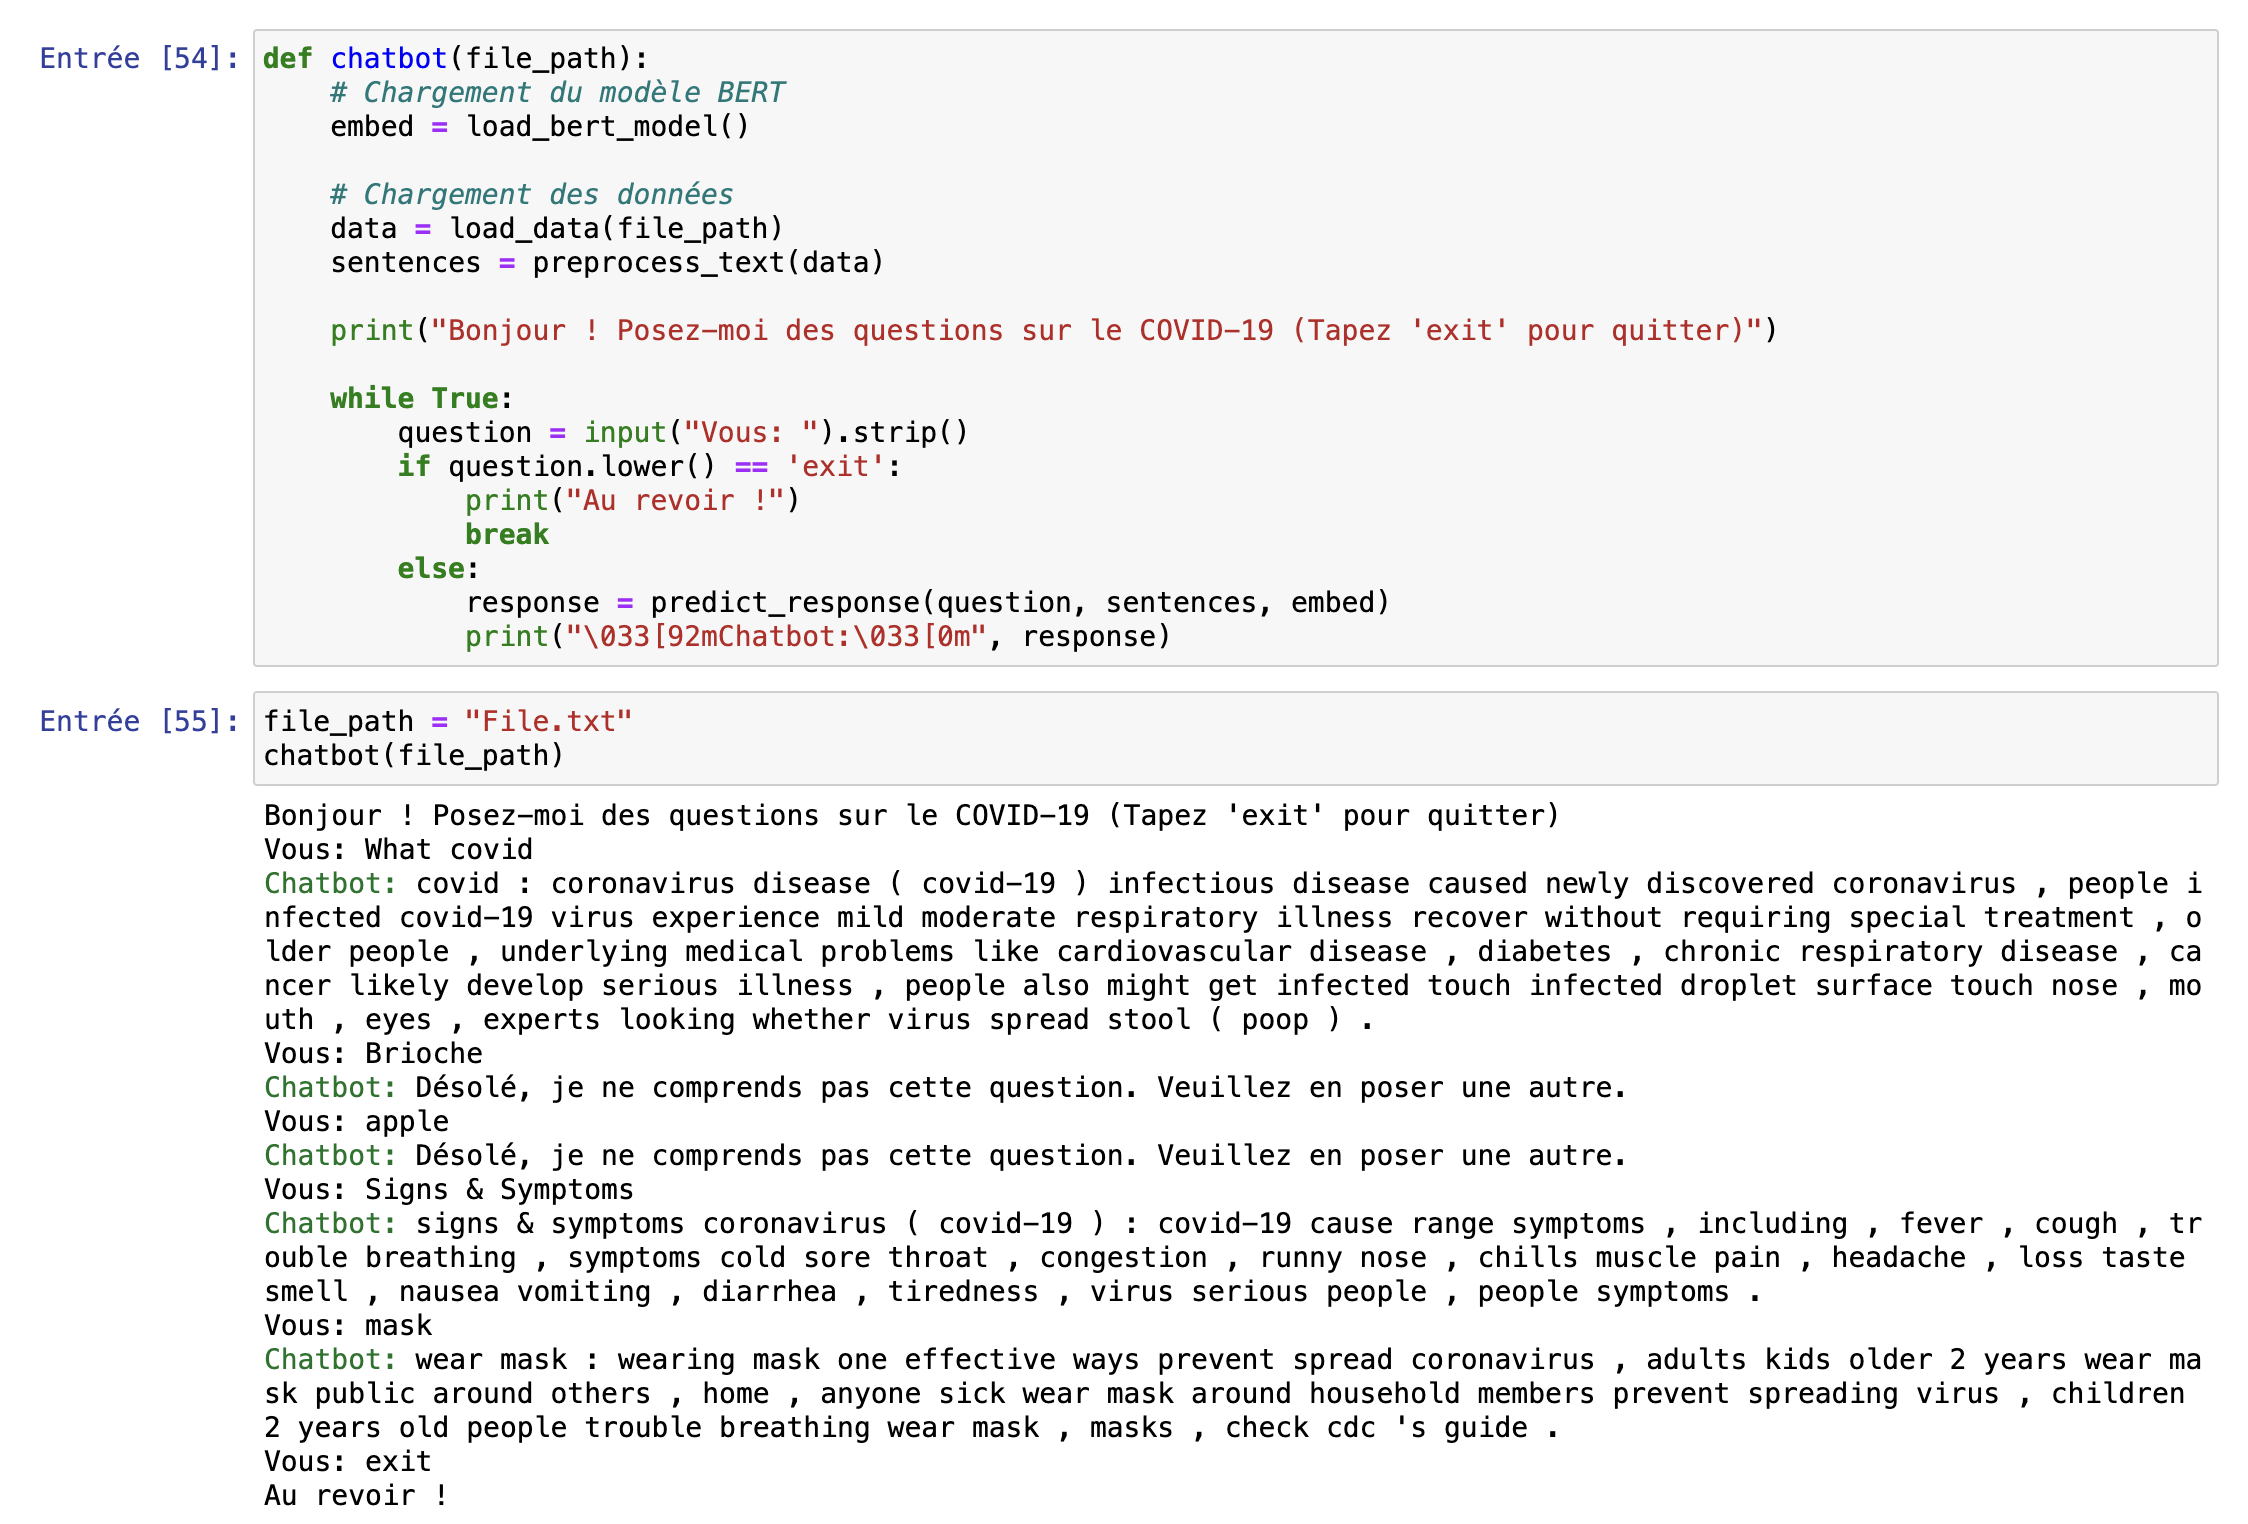 Entrée [54]: def chatbot(file_path):
    # Chargement du modèle BERT
    embed = load_bert_model()

    # Chargement des données
    data = load_data(file_path)
    sentences = preprocess_text(data)

    print("Bonjour ! Posez-moi des questions sur le COVID-19 (Tapez 'exit' pour quitter)")

    while True:
        question = input("Vous: ").strip()
        if question.lower() == 'exit':
            print("Au revoir !")
            break
        else:
            response = predict_response(question, sentences, embed)
            print("\033[92mChatbot:\033[0m", response)
Entrée [55]: file_path = "File.txt"
chatbot(file_path)
Bonjour ! Posez-moi des questions sur le COVID-19 (Tapez 'exit' pour quitter)
Vous: What covid
Chatbot: covid : coronavirus disease ( covid-19 ) infectious disease caused newly discovered coronavirus , people i
nfected covid-19 virus experience mild moderate respiratory illness recover without requiring special treatment , o
lder people , underlying medical problems like cardiovascular disease , diabetes , chronic respiratory disease , ca
ncer likely develop serious illness , people also might get infected touch infected droplet surface touch nose , mo
uth , eyes , experts looking whether virus spread stool ( poop ) .
Vous: Brioche
Chatbot: Désolé, je ne comprends pas cette question. Veuillez en poser une autre.
Vous: apple
Chatbot: Désolé, je ne comprends pas cette question. Veuillez en poser une autre.
Vous: Signs & Symptoms
Chatbot: signs & symptoms coronavirus ( covid-19 ) : covid-19 cause range symptoms , including , fever , cough , tr
ouble breathing , symptoms cold sore throat , congestion , runny nose , chills muscle pain , headache , loss taste
smell , nausea vomiting , diarrhea , tiredness , virus serious people , people symptoms .
Vous: mask
Chatbot: wear mask : wearing mask one effective ways prevent spread coronavirus , adults kids older 2 years wear ma
sk public around others , home , anyone sick wear mask around household members prevent spreading virus , children
2 years old people trouble breathing wear mask , masks , check cdc 's guide .
Vous: exit
Au revoir !